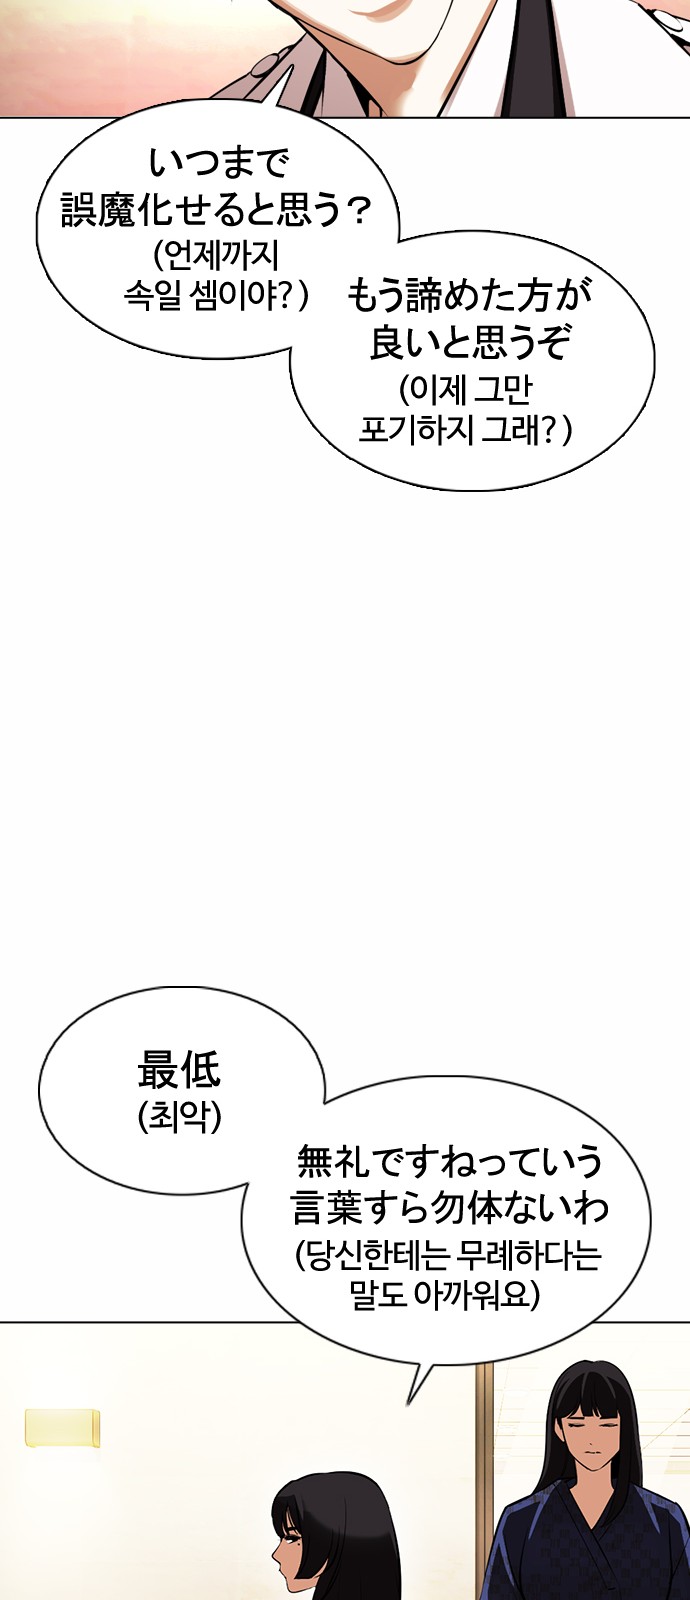 いつまで
誤魔化せると思う？
(언제까지
속일 셈이야?)
もう諦めた方が
良いと思うぞ
(이제 그만
포기하지 그래?)
最低
(최악)
無礼ですねっていう
言葉すら勿体ないわ
(당신한테는 무례하다는
말도 아까워요)